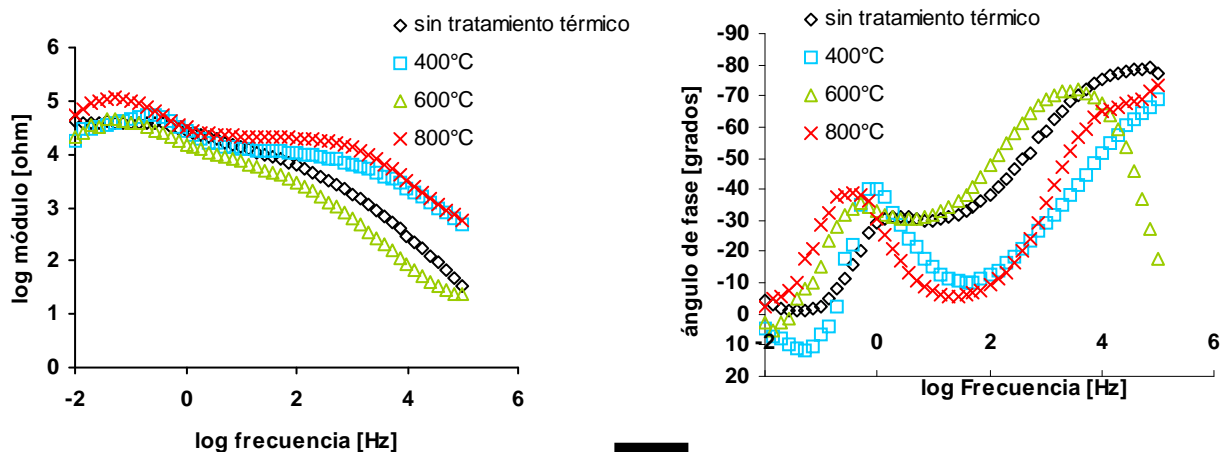 log módulo [ohm]
6
5
4
3
2
1
0
-2
0
2
4
6
log frecuencia [Hz]
sin tratamiento térmico
400°C
600°C
800°C
ángulo de fase [grados]
-90
-80
-70
-60
-50
-40
-30
-20
-10
0
10
20
-2
0
2
4
6
log Frecuencia [Hz]
sin tratamiento térmico
400°C
600°C
800°C